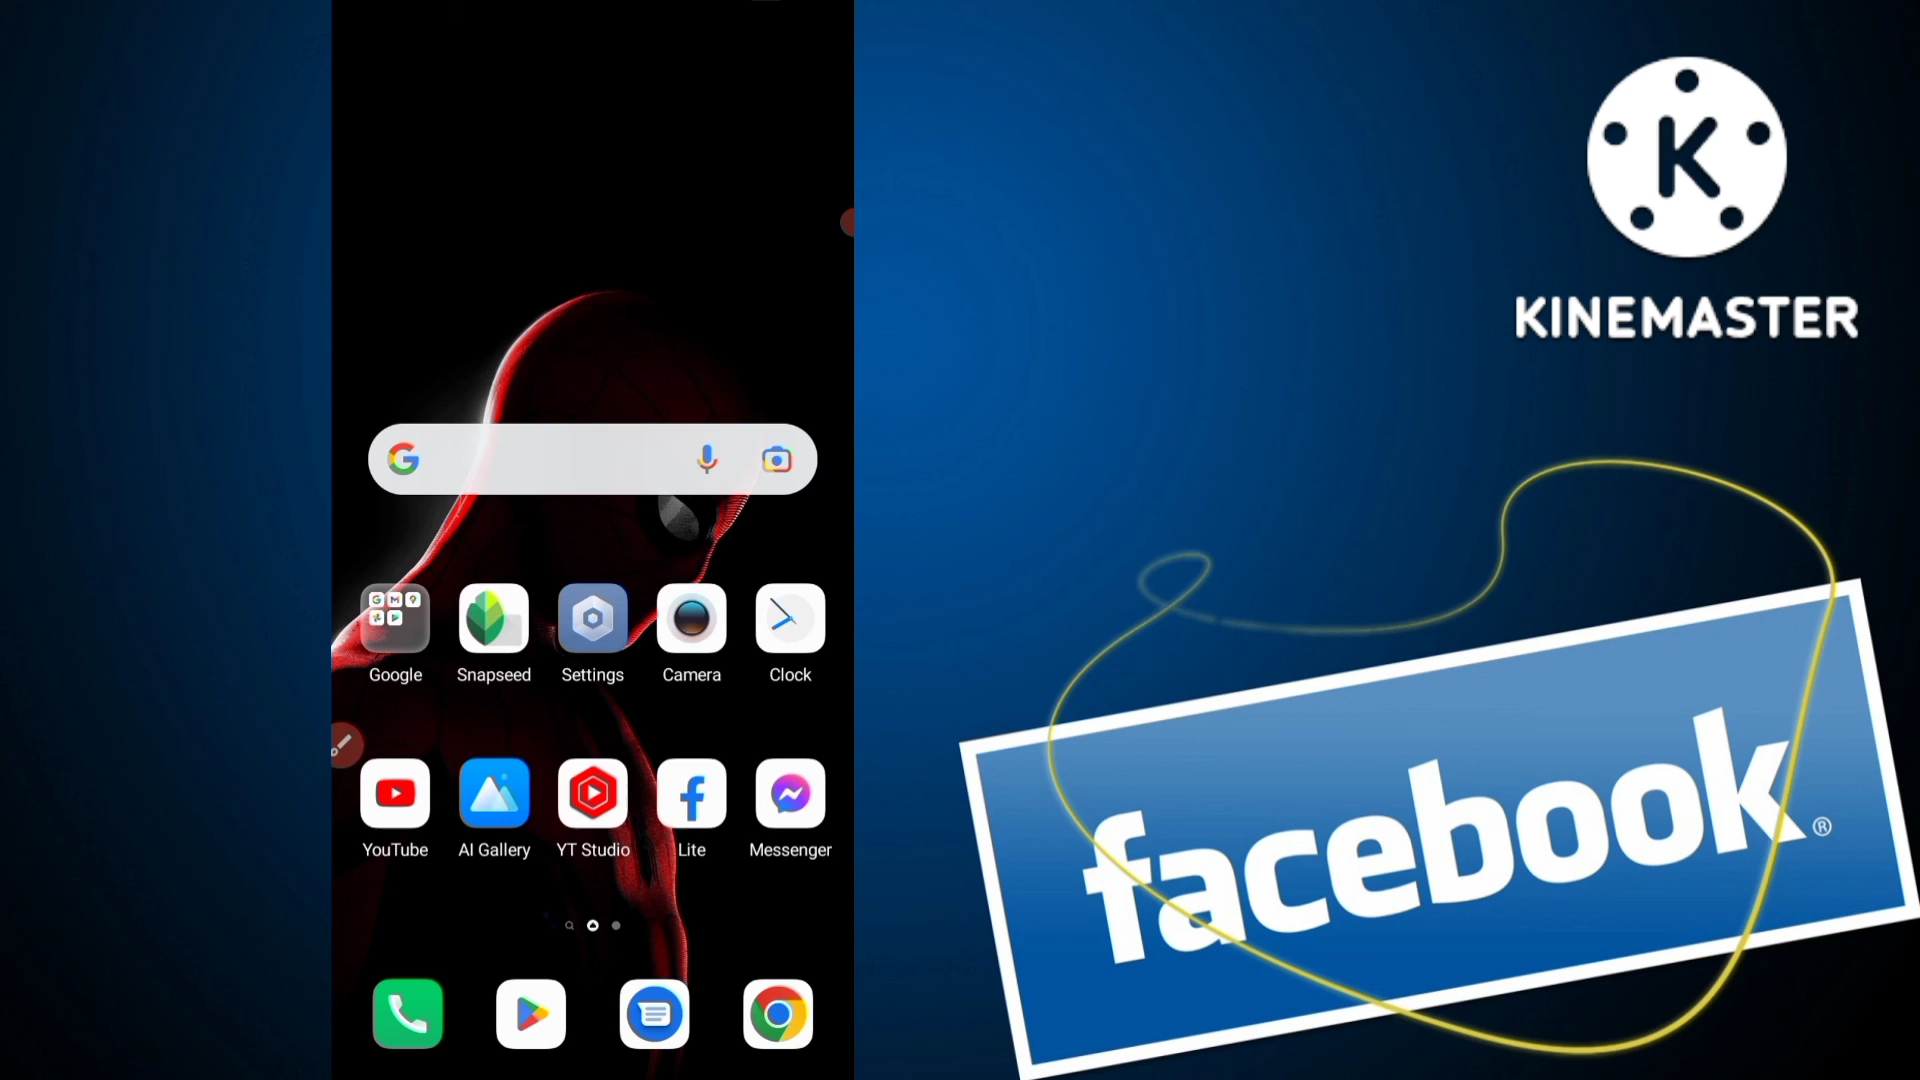 KINEMASTER
Google Snapseed Settings Camera Clock
YouTube AI Gallery YT Studio Lite Messenger
facebook®